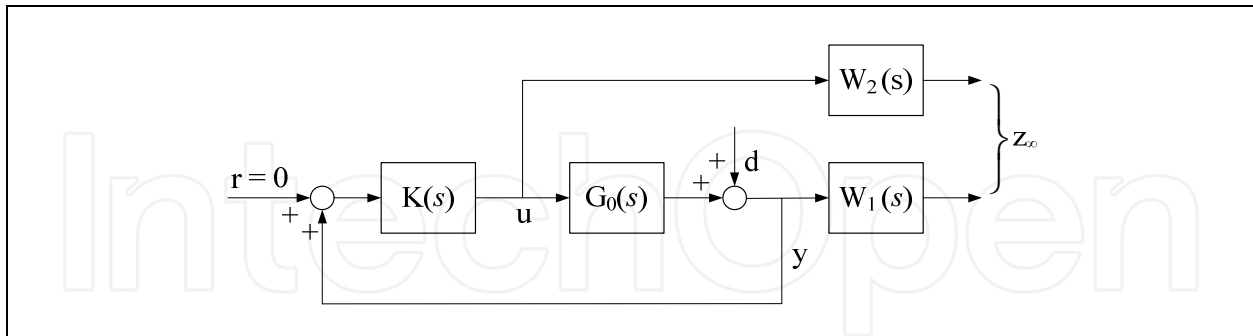 W₂(s)
z∞
r = 0
+
+
K(s)
u
G₀(s)
+
+
d
W₁(s)
y
IntechOpen